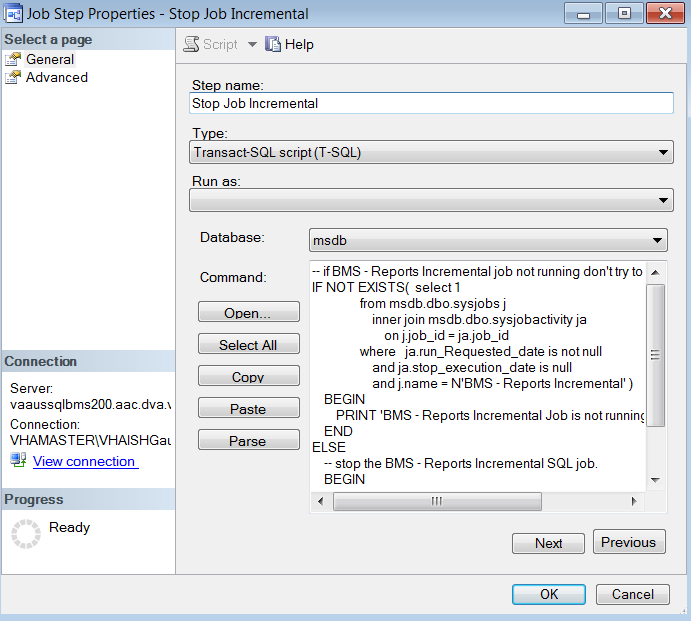 Job Step Properties - Stop Job Incremental
Select a page
General
Advanced
Script
Help
Step name:
Stop Job Incremental
Type:
Transact-SQL script (T-SQL)
Run as:
Database:
msdb
Command:
Open...
Select All
Copy
Paste
Parse
-- if BMS - Reports Incremental job not running don't try to
IF NOT EXISTS( select 1
from msdb.dbo.sysjobs j
inner join msdb.dbo.sysjobactivity ja
on j.job_id = ja.job_id
where ja.run_Requested_date is not null
and ja.stop_execution_date is null
and j.name = N'BMS - Reports Incremental' )
BEGIN
PRINT 'BMS - Reports Incremental Job is not running
END
ELSE
-- stop the BMS - Reports Incremental SQL job.
BEGIN
Connection
Server:
vaaussqlbms200.aac.dva.v
Connection:
VHAMASTER\VHAISHGau
View connection
Progress
Ready
Next
Previous
OK
Cancel